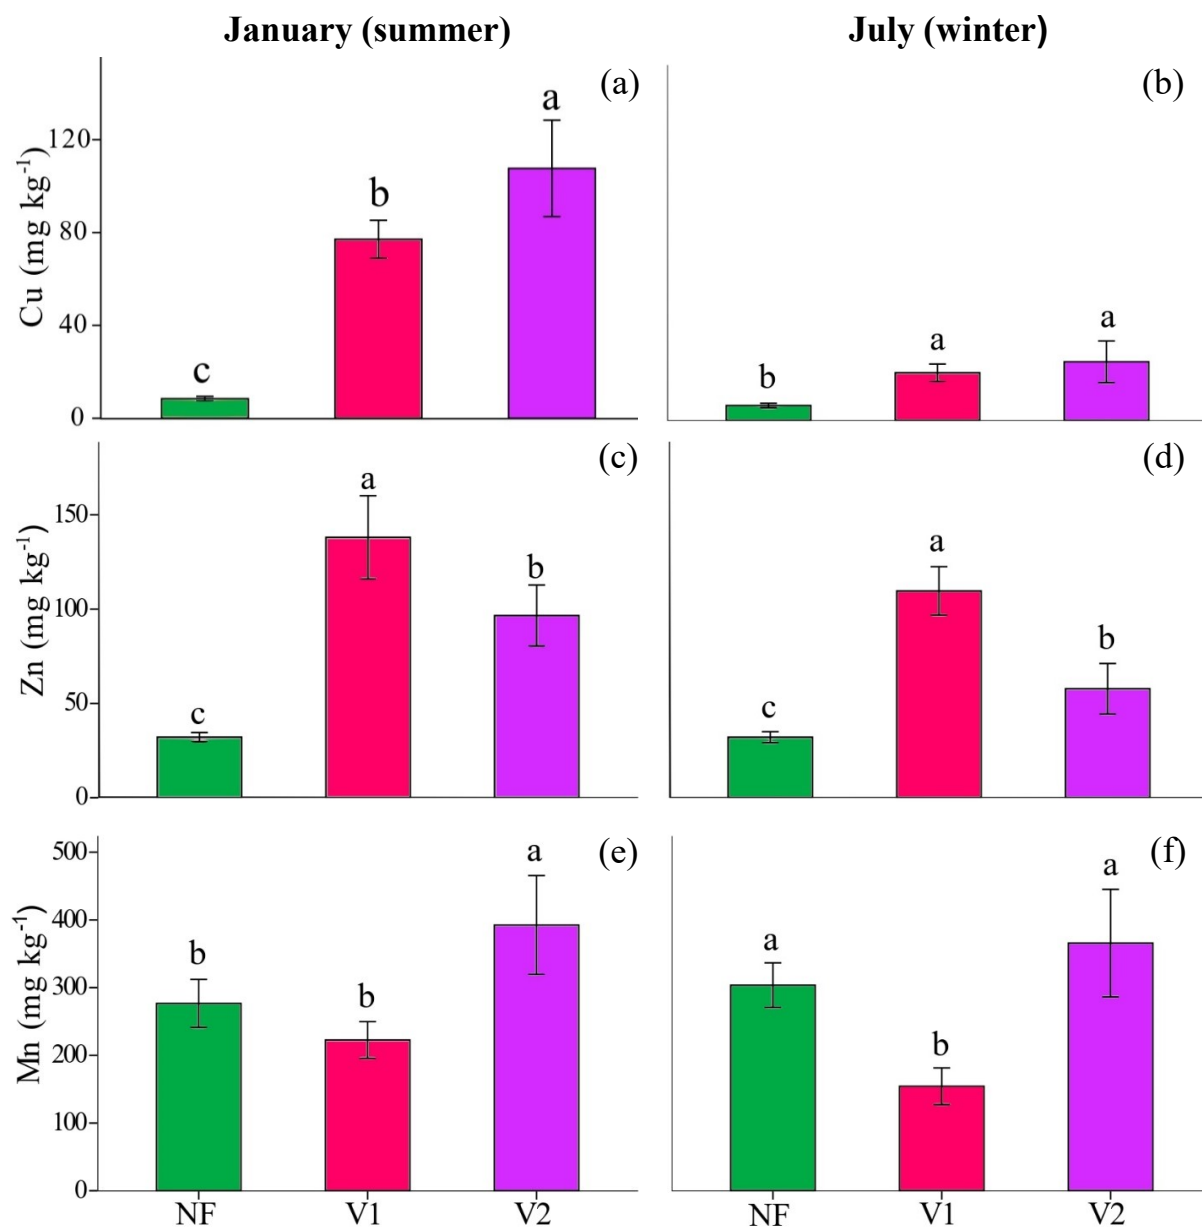 January (summer)
July (winter)
(a)
Cu (mg kg⁻¹)
120
80
40
0
c
b
a
(b)
b
a
a
(c)
Zn (mg kg⁻¹)
150
100
50
0
c
a
b
(d)
c
a
b
(e)
Mn (mg kg⁻¹)
500
400
300
200
100
0
b
b
a
NF
V1
V2
(f)
a
b
a
NF
V1
V2